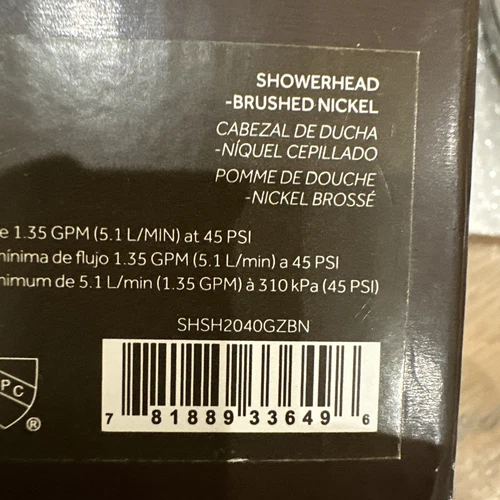 SHOWERHEAD
-BRUSHED NICKEL
CABEZAL DE DUCHA
-NÍQUEL CEPILLADO
POMME DE DOUCHE
-NICKEL BROSSÉ
1.35 GPM (5.1 L/MIN) at 45 PSI
de flujo 1.35 GPM (5.1 L/min) a 45 PSI
de 5.1 L/min (1.35 GPM) à 310 kPa (45 PSI)
SHSH2040GZBN
PC ®
7 81889 33649 6